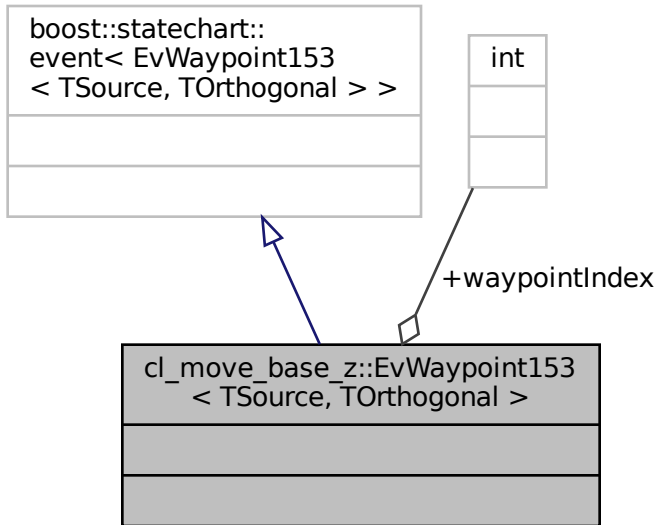 boost::statechart::
event< EvWaypoint153
< TSource, TOrthogonal > >
int
+waypointIndex
cl_move_base_z::EvWaypoint153
< TSource, TOrthogonal >